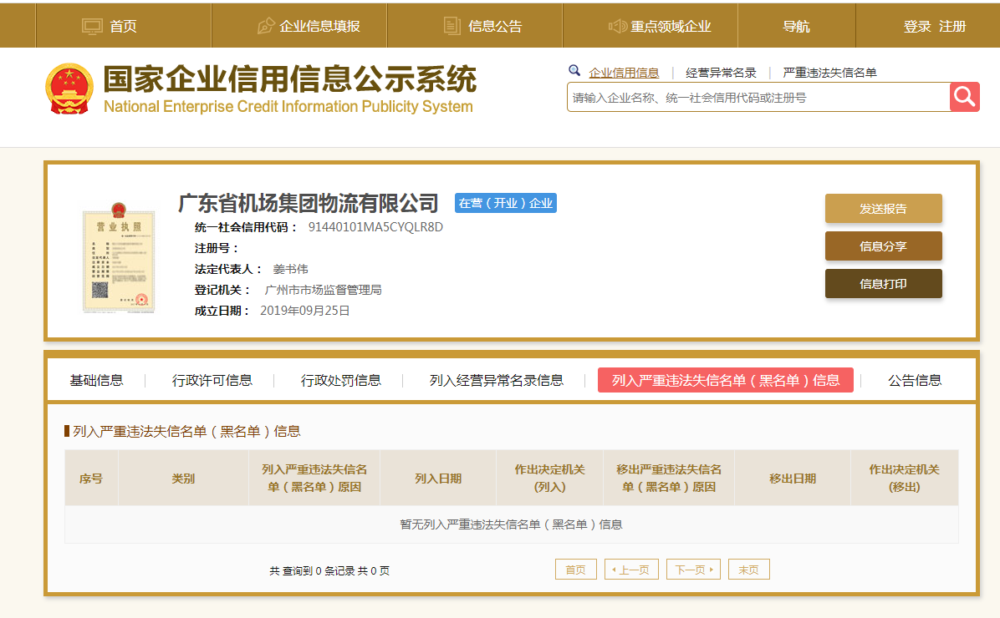 首页 企业信息填报 信息公告 重点领域企业 导航 登录 注册
国家企业信用信息公示系统
National Enterprise Credit Information Publicity System
企业信用信息 | 经营异常名录 | 严重违法失信名单
请输入企业名称、统一社会信用代码或注册号
营业执照
广东省机场集团物流有限公司 在营（开业）企业
统一社会信用代码： 91440101MA5CYQLR8D
注册号：
法定代表人： 姜书伟
登记机关： 广州市市场监督管理局
成立日期： 2019年09月25日
发送报告
信息分享
信息打印
基础信息 | 行政许可信息 | 行政处罚信息 | 列入经营异常名录信息 | 列入严重违法失信名单（黑名单）信息 | 公告信息
列入严重违法失信名单（黑名单）信息
序号 类别 列入严重违法失信名单（黑名单）原因 列入日期 作出决定机关(列入) 移出严重违法失信名单（黑名单）原因 移出日期 作出决定机关(移出)
暂无列入严重违法失信名单（黑名单）信息
共 查询到 0 条记录 共 0 页 首页 上一页 下一页 末页